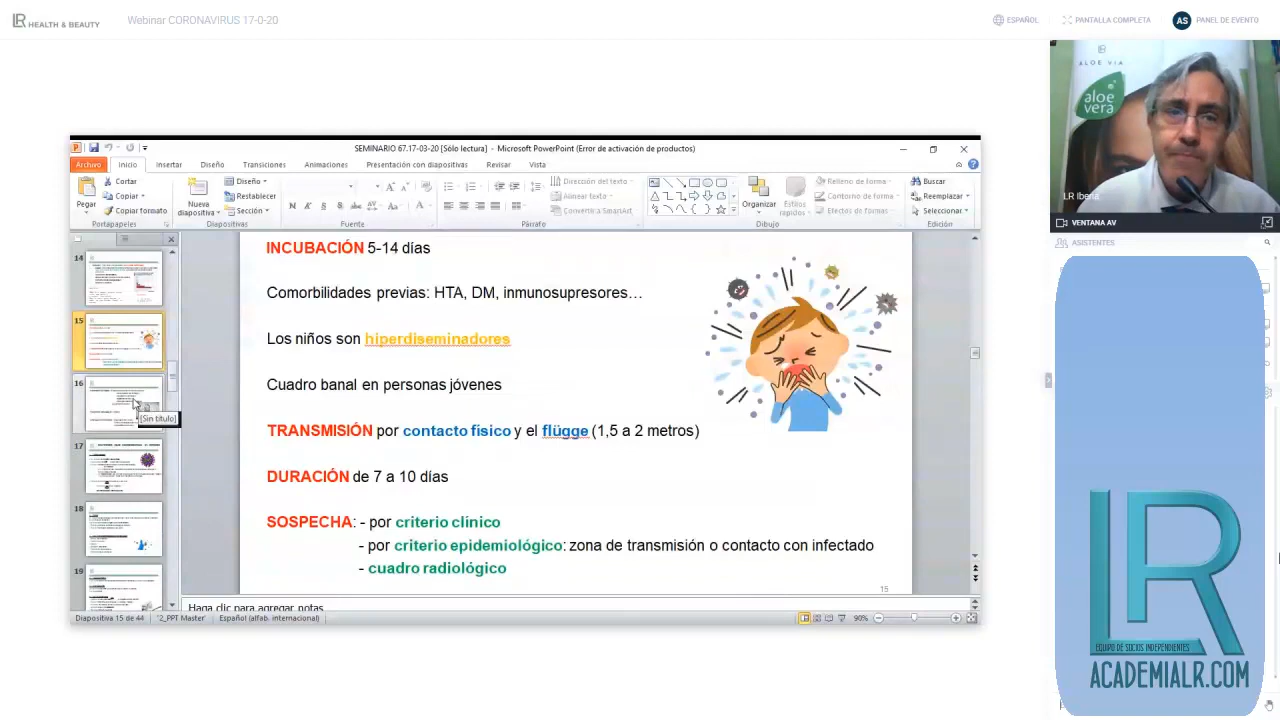 LR HEALTH & BEAUTY
Webinar CORONAVIRUS 17-0-20
ESPAÑOL
PANTALLA COMPLETA
AS
PANEL DE EVENTO
SEMINARIO 67.17-03-20 [Sólo lectura] - Microsoft PowerPoint (Error de activación de productos)
Archivo
Inicio
Insertar
Diseño
Transiciones
Animaciones
Presentación con diapositivas
Revisar
Vista
Pegar
Cortar
Copiar
Copiar formato
Portapapeles
Nueva diapositiva
Diseño
Restablecer
Sección
Diapositivas
Fuente
Dirección del texto
Alinear texto
Convertir a SmartArt
Párrafo
Organizar
Estilos rápidos
Relleno de forma
Contorno de forma
Efectos de formas
Dibujo
Buscar
Reemplazar
Seleccionar
Edición
14
15
16
[Sin título]
17
18
19
INCUBACIÓN 5-14 días
Comorbilidades previas: HTA, DM, inmunosupresores…
Los niños son hiperdiseminadores
Cuadro banal en personas jóvenes
TRANSMISIÓN por contacto fisico y el flügge (1,5 a 2 metros)
DURACIÓN de 7 a 10 días
SOSPECHA: - por criterio clínico
- por criterio epidemiológico: zona de transmisión o contacto con infectado
- cuadro radiológico
15
Haga clic para agregar notas
Diapositiva 15 de 44
"2_PPT Master"
Español (alfab. internacional)
90%
ALOE VIA
aloe vera
LR Iberia
VENTANA AV
ASISTENTES
LR
EQUIPO DE SOCIOS INDEPENDIENTES
ACADEMIALR.COM